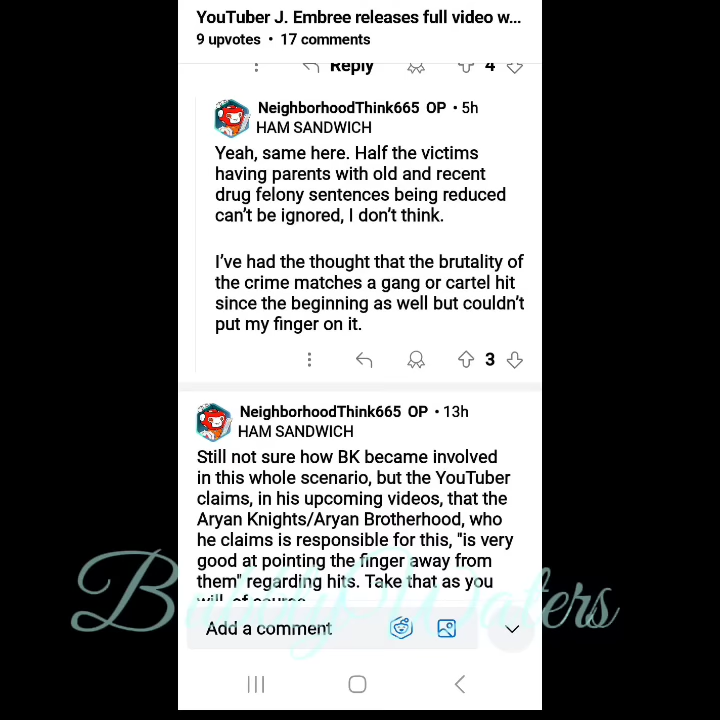 YouTuber J. Embree releases full video w...
9 upvotes • 17 comments
Reply 4
NeighborhoodThink665 OP • 5h
HAM SANDWICH
Yeah, same here. Half the victims
having parents with old and recent
drug felony sentences being reduced
can't be ignored, I don't think.
I've had the thought that the brutality of
the crime matches a gang or cartel hit
since the beginning as well but couldn't
put my finger on it.
3
NeighborhoodThink665 OP • 13h
HAM SANDWICH
Still not sure how BK became involved
in this whole scenario, but the YouTuber
claims, in his upcoming videos, that the
Aryan Knights/Aryan Brotherhood, who
he claims is responsible for this, "is very
good at pointing the finger away from
them" regarding hits. Take that as you
will, of course
Add a comment